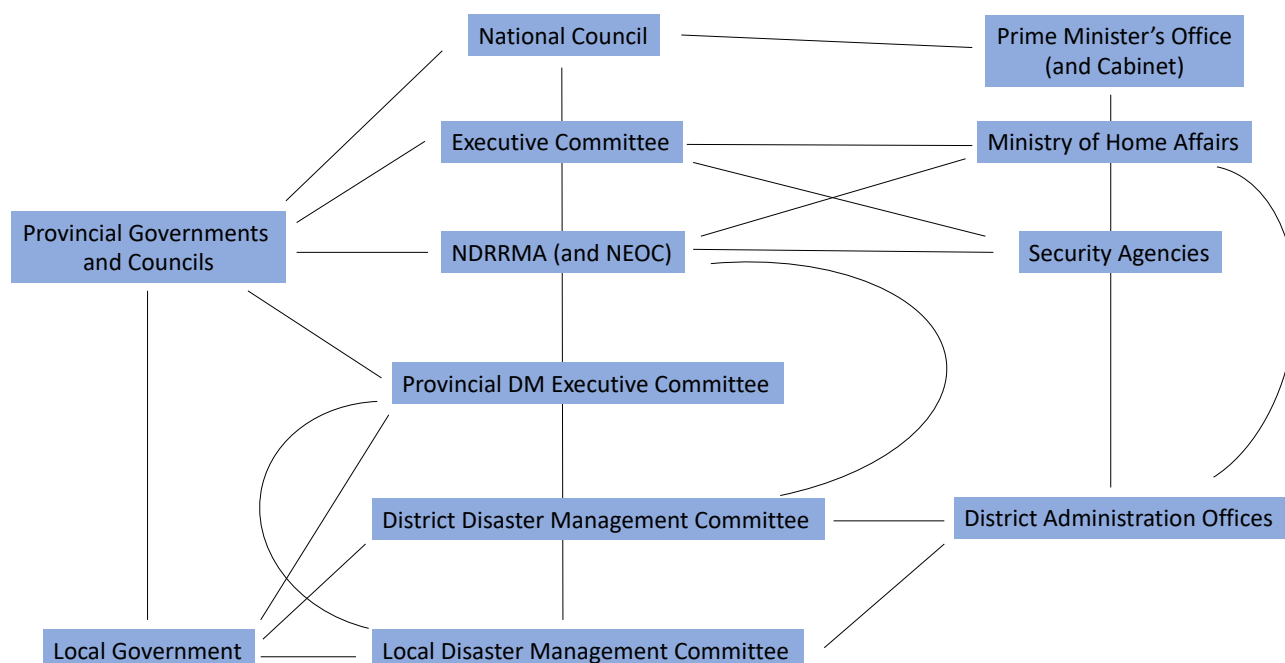 National Council
Prime Minister’s Office
(and Cabinet)
Executive Committee
Ministry of Home Affairs
Provincial Governments
and Councils
NDRRMA (and NEOC)
Security Agencies
Provincial DM Executive Committee
District Disaster Management Committee
District Administration Offices
Local Government
Local Disaster Management Committee